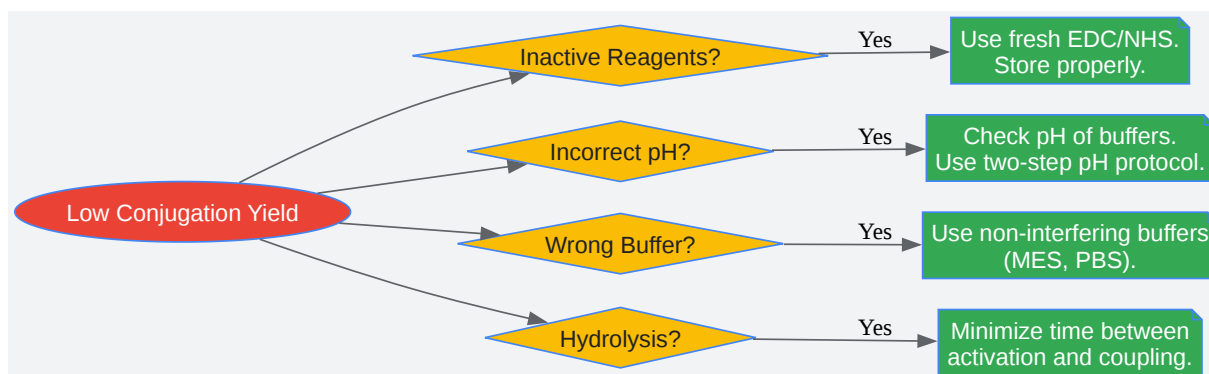 Low Conjugation Yield
Inactive Reagents?
Yes
Use fresh EDC/NHS.
Store properly.
Incorrect pH?
Yes
Check pH of buffers.
Use two-step pH protocol.
Wrong Buffer?
Yes
Use non-interfering buffers
(MES, PBS).
Hydrolysis?
Yes
Minimize time between
activation and coupling.